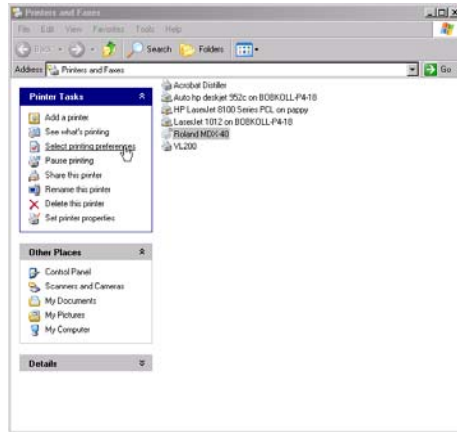 Printers and Faxes
File Edit View Favorites Tools Help
Back Search Folders
Address Printers and Faxes Go
Printer Tasks
Add a printer
See what's printing
Select printing preferences
Pause printing
Share this printer
Rename this printer
Delete this printer
Set printer properties
Other Places
Control Panel
Scanners and Cameras
My Documents
My Pictures
My Computer
Details
Acrobat Distiller
Auto hp deskjet 952c on BOBKOLL-P4-18
HP LaserJet 8100 Series PCL on pappy
LaserJet 1012 on BOBKOLL-P4-18
Roland MDX-40
VL200